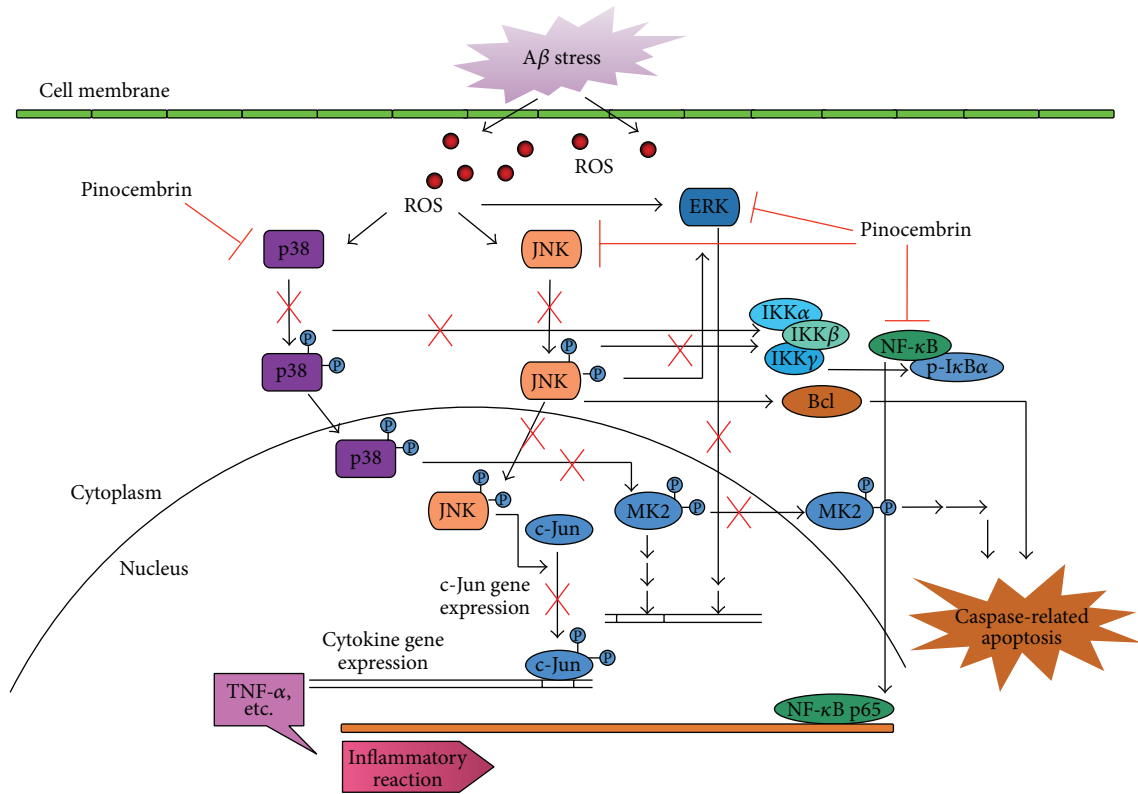 Aβ stress
Cell membrane
ROS
Pinocembrin
ROS
ERK
Pinocembrin
p38
JNK
IKKα
IKKβ
IKKγ
NF-κB
p-IκBα
P
P
p38
P
P
JNK
Bcl
P
P
p38
Cytoplasm
P
P
JNK
c-Jun
P
P
MK2
P
P
MK2
Nucleus
c-Jun gene
expression
Caspase-related
apoptosis
Cytokine gene
expression
P
P
c-Jun
TNF-α,
etc.
NF-κB p65
Inflammatory
reaction